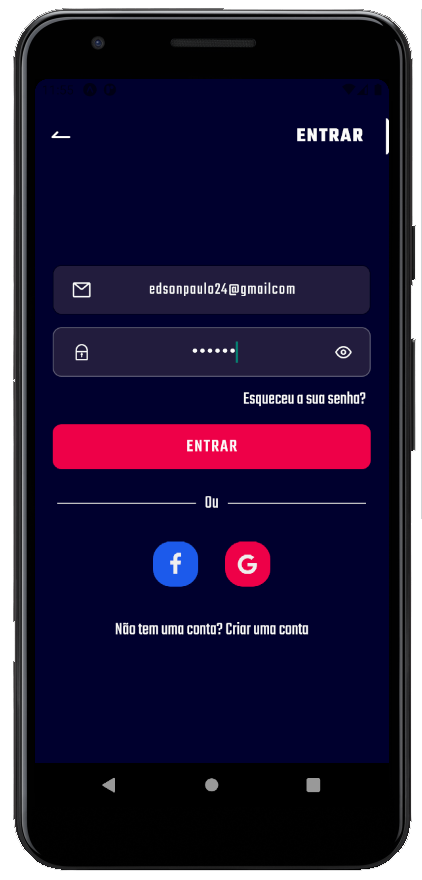 ENTRAR
edsonpaulo24@gmailcom
••••••
Esqueceu a sua senha?
ENTRAR
Ou
f
G
Não tem uma conta? Criar uma conta